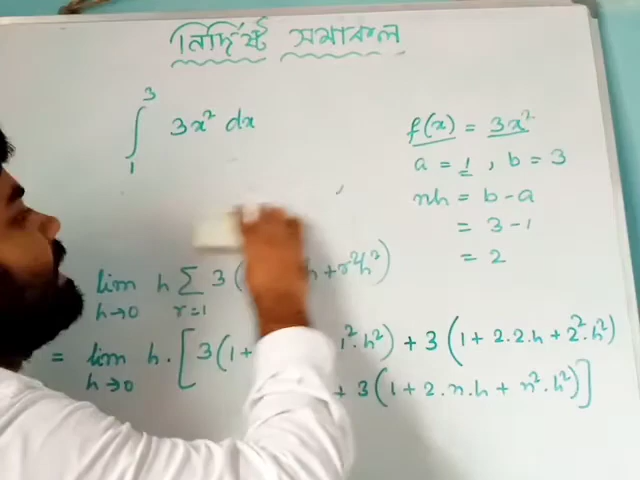 নির্দিষ্ট সমাকল
∫₁³ 3x² dx
f(x) = 3x²
a = 1 , b = 3
nh = b - a
= 3 - 1
= 2
lim h→0 h ∑ r=1 3( h + r²h²)
= lim h→0 h · [ 3(1+ 1²·h²) + 3(1 + 2·2·h + 2²·h²)
+ 3(1 + 2·n·h + n²·h²) ]